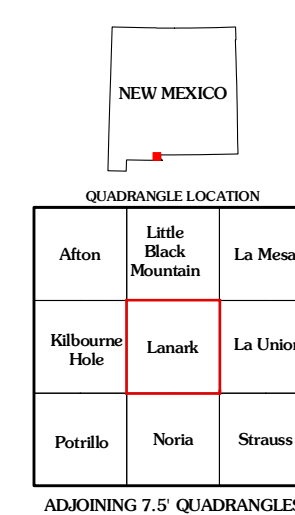 NEW MEXICO
QUADRANGLE LOCATION
Afton
Little
Black
Mountain
La Mesa
Kilbourne
Hole
Lanark
La Union
Potrillo
Noria
Strauss
ADJOINING 7.5' QUADRANGLES